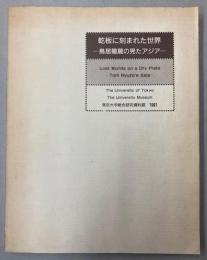 乾板に刻まれた世界
—鳥居龍蔵の見たアジア—
Lost Worlds on a Dry Plate
Torii Ryuzo's Asia
The University of Tokyo
The University Museum
東京大学総合研究資料館 1991